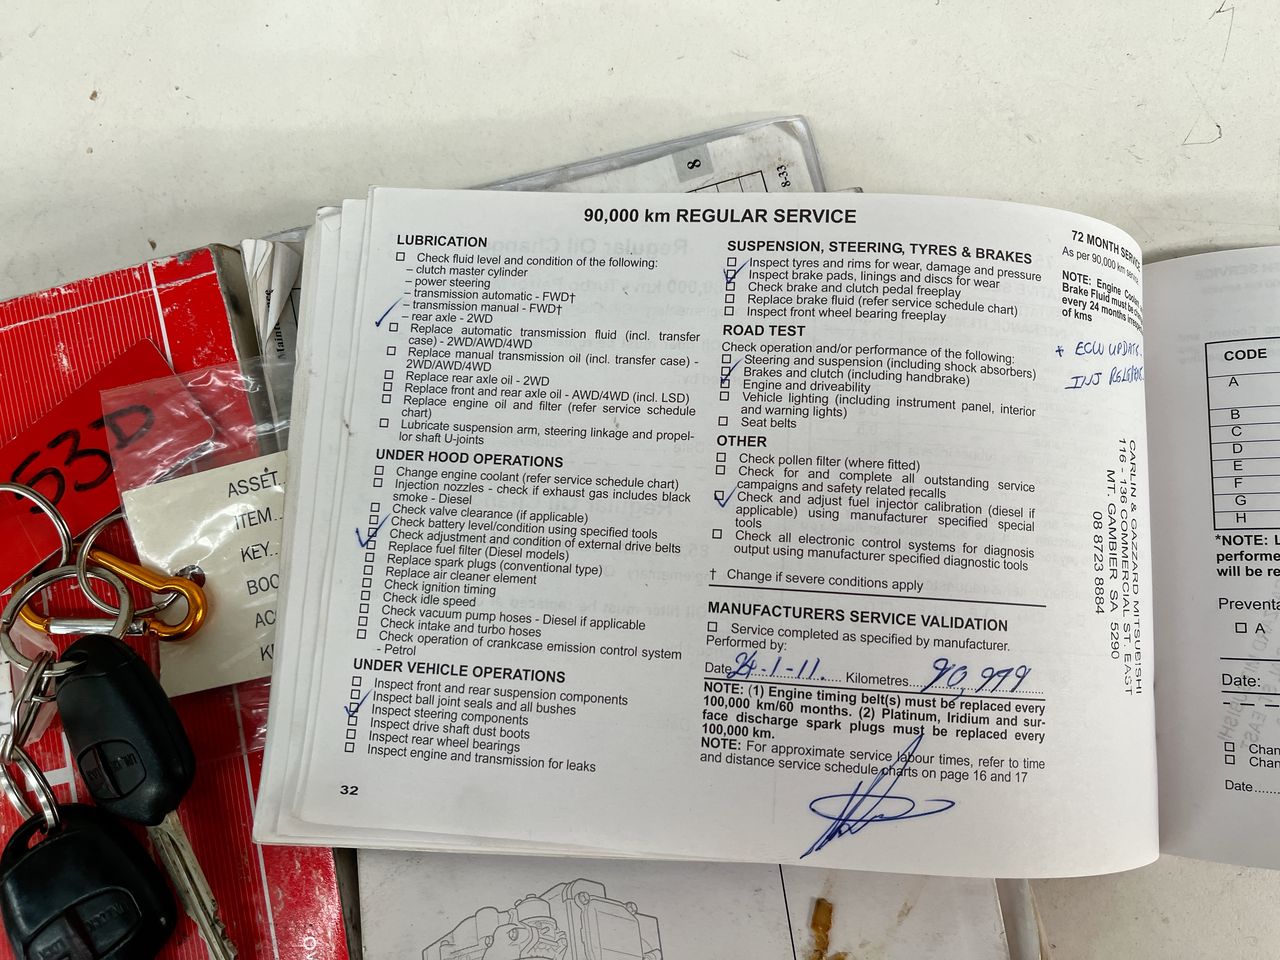 8
8-33
90,000 km REGULAR SERVICE
LUBRICATION
Check fluid level and condition of the following:
– clutch master cylinder
– power steering
– transmission automatic - FWD†
– transmission manual - FWD†
– rear axle - 2WD
Replace automatic transmission fluid (incl. transfer
case) - 2WD/AWD/4WD
Replace manual transmission oil (incl. transfer case) -
2WD/AWD/4WD
Replace rear axle oil - 2WD
Replace front and rear axle oil - AWD/4WD (incl. LSD)
Replace engine oil and filter (refer service schedule
chart)
Lubricate suspension arm, steering linkage and propel-
lor shaft U-joints
UNDER HOOD OPERATIONS
Change engine coolant (refer service schedule chart)
Injection nozzles - check if exhaust gas includes black
smoke - Diesel
Check valve clearance (if applicable)
Check battery level/condition using specified tools
Check adjustment and condition of external drive belts
Replace fuel filter (Diesel models)
Replace spark plugs (conventional type)
Replace air cleaner element
Check ignition timing
Check idle speed
Check vacuum pump hoses - Diesel if applicable
Check intake and turbo hoses
Check operation of crankcase emission control system
- Petrol
UNDER VEHICLE OPERATIONS
Inspect front and rear suspension components
Inspect ball joint seals and all bushes
Inspect steering components
Inspect drive shaft dust boots
Inspect rear wheel bearings
Inspect engine and transmission for leaks
32
SUSPENSION, STEERING, TYRES & BRAKES
Inspect tyres and rims for wear, damage and pressure
Inspect brake pads, linings and discs for wear
Check brake and clutch pedal freeplay
Replace brake fluid (refer service schedule chart)
Inspect front wheel bearing freeplay
ROAD TEST
Check operation and/or performance of the following:
Steering and suspension (including shock absorbers)
Brakes and clutch (including handbrake)
Engine and driveability
Vehicle lighting (including instrument panel, interior
and warning lights)
Seat belts
OTHER
Check pollen filter (where fitted)
Check for and complete all outstanding service
campaigns and safety related recalls
Check and adjust fuel injector calibration (diesel if
applicable) using manufacturer specified special
tools
Check all electronic control systems for diagnosis
output using manufacturer specified diagnostic tools
† Change if severe conditions apply
MANUFACTURERS SERVICE VALIDATION
Service completed as specified by manufacturer.
Performed by:
Date 24-1-11. Kilometres 90,999
NOTE: (1) Engine timing belt(s) must be replaced every
100,000 km/60 months. (2) Platinum, Iridium and sur-
face discharge spark plugs must be replaced every
100,000 km.
NOTE: For approximate service labour times, refer to time
and distance service schedule charts on page 16 and 17
72 MONTH SERVICE
As per 90,000 km service
NOTE: Engine
Brake Fluid must be
every 24 months
of kms
+ ECU UPDATE.
INJ
CARLIN & GAZZARD MITSUBISHI
116 - 136 COMMERCIAL ST. EAST
MT. GAMBIER SA 5290
08 8723 8884
CODE
A
B
C
D
E
F
G
H
*NOTE:
performe
will be re
Preventa
A
Date:
Chan
Chan
Date
53D
ASSET
ITEM
KEY
BOO
AC